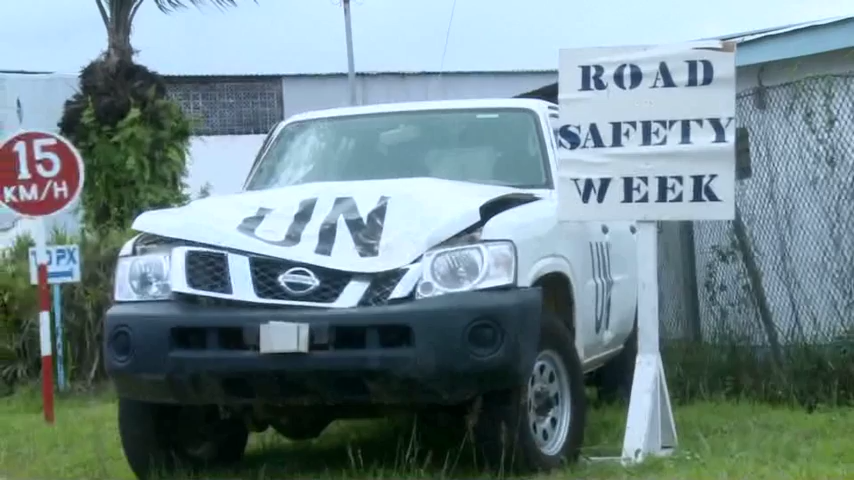 15
KM/H
PX
UN
UN
ROAD
SAFETY
WEEK